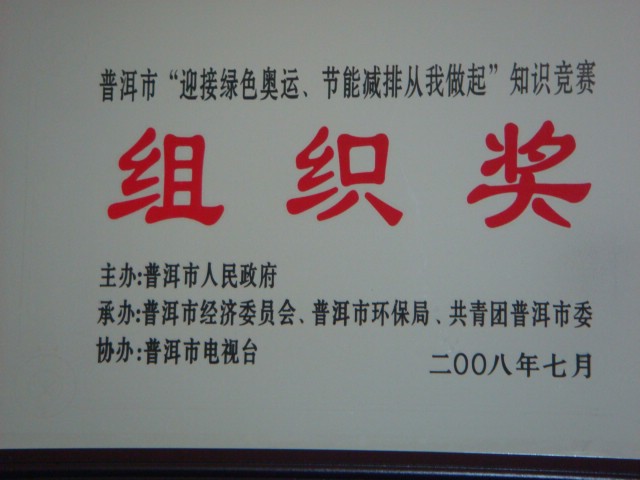 普洱市“迎接绿色奥运、节能减排从我做起”知识竞赛
组织奖
主办:普洱市人民政府
承办:普洱市经济委员会、普洱市环保局、共青团普洱市委
协办:普洱市电视台
二〇〇八年七月